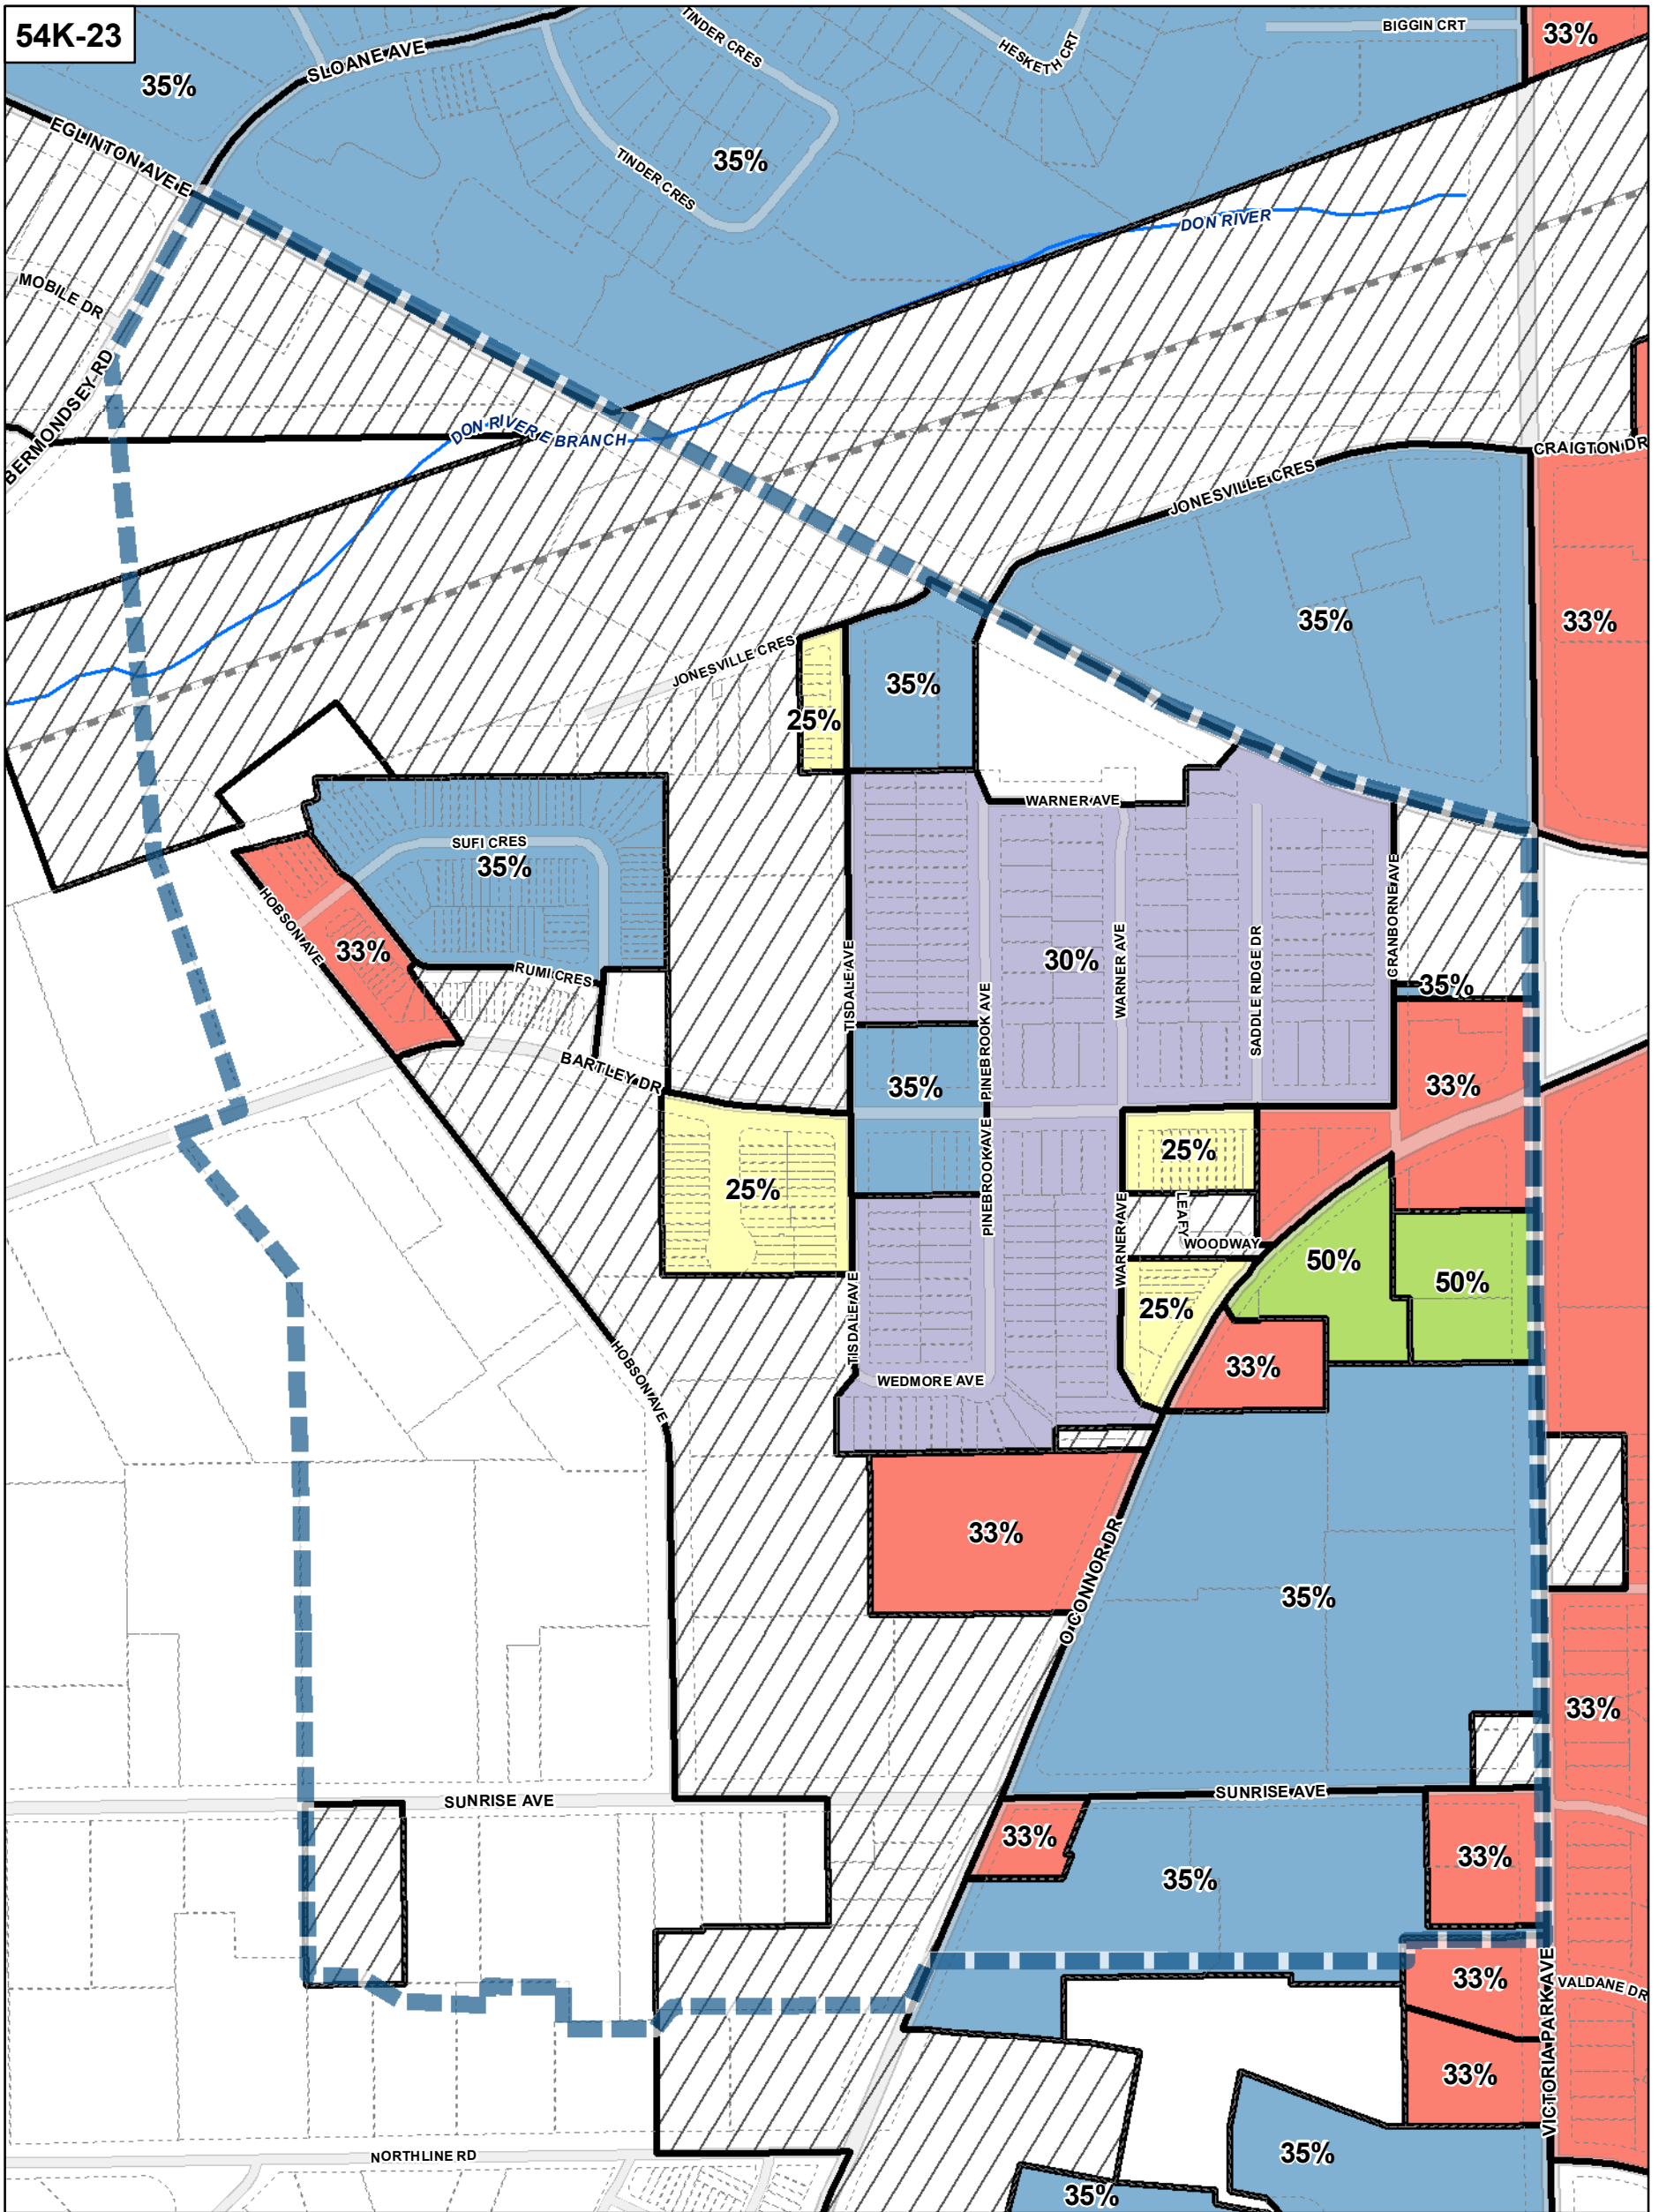 54K-23
BIGGIN CRT
33%
TINDER CRES
HESKETH CRT
SLOANE AVE
35%
EGLINTON AVE E
35%
TINDER CRES
DON RIVER
MOBILE DR
BERMONDSEY RD
DON RIVER E BRANCH
CRAIGTON DR
JONESVILLE CRES
35%
33%
JONESVILLE CRES
35%
25%
WARNER AVE
SUFI CRES
35%
HOBSON AVE
33%
RUMI CRES
TISDALE AVE
30%
PINEBROOK AVE
WARNER AVE
SADDLE RIDGE DR
CRANBORNE AVE
35%
BARTLEY DR
35%
33%
25%
PINEBROOK AVE
25%
WARNER AVE
LEAFY
WOODWAY
50%
50%
25%
TISDALE AVE
HOBSON AVE
WEDMORE AVE
33%
33%
O CONNOR DR
35%
33%
SUNRISE AVE
SUNRISE AVE
33%
35%
33%
33%
VALDANE DR
VICTORIA PARK AVE
33%
NORTHLINE RD
35%
35%